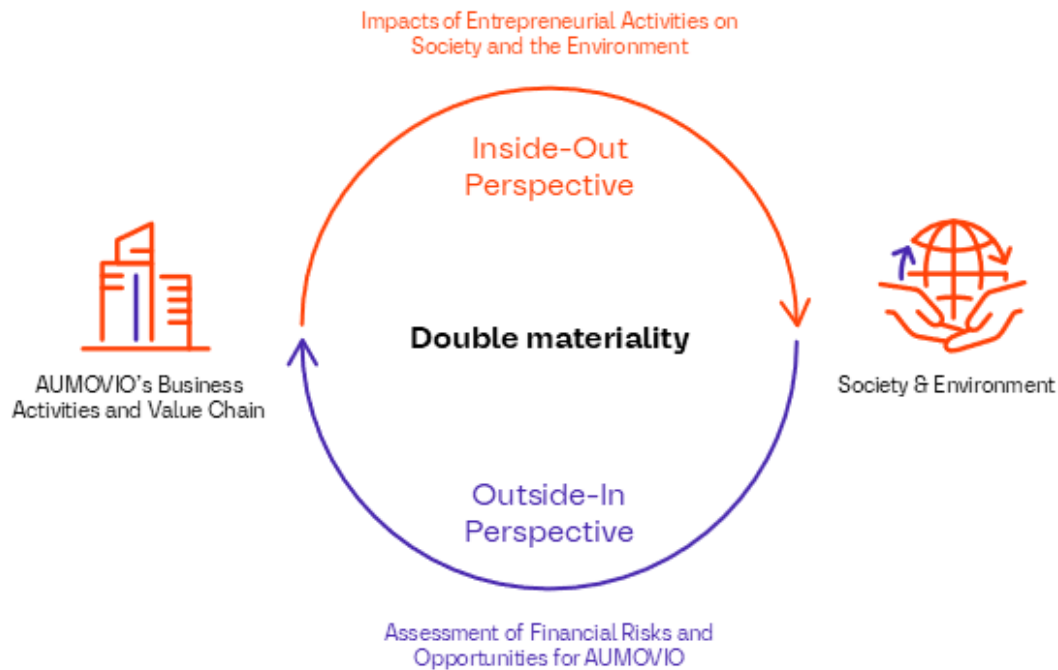 Impacts of Entrepreneurial Activities on
Society and the Environment
Inside-Out
Perspective
Double materiality
AUMOVIO's Business
Activities and Value Chain
Society & Environment
Outside-In
Perspective
Assessment of Financial Risks and
Opportunities for AUMOVIO